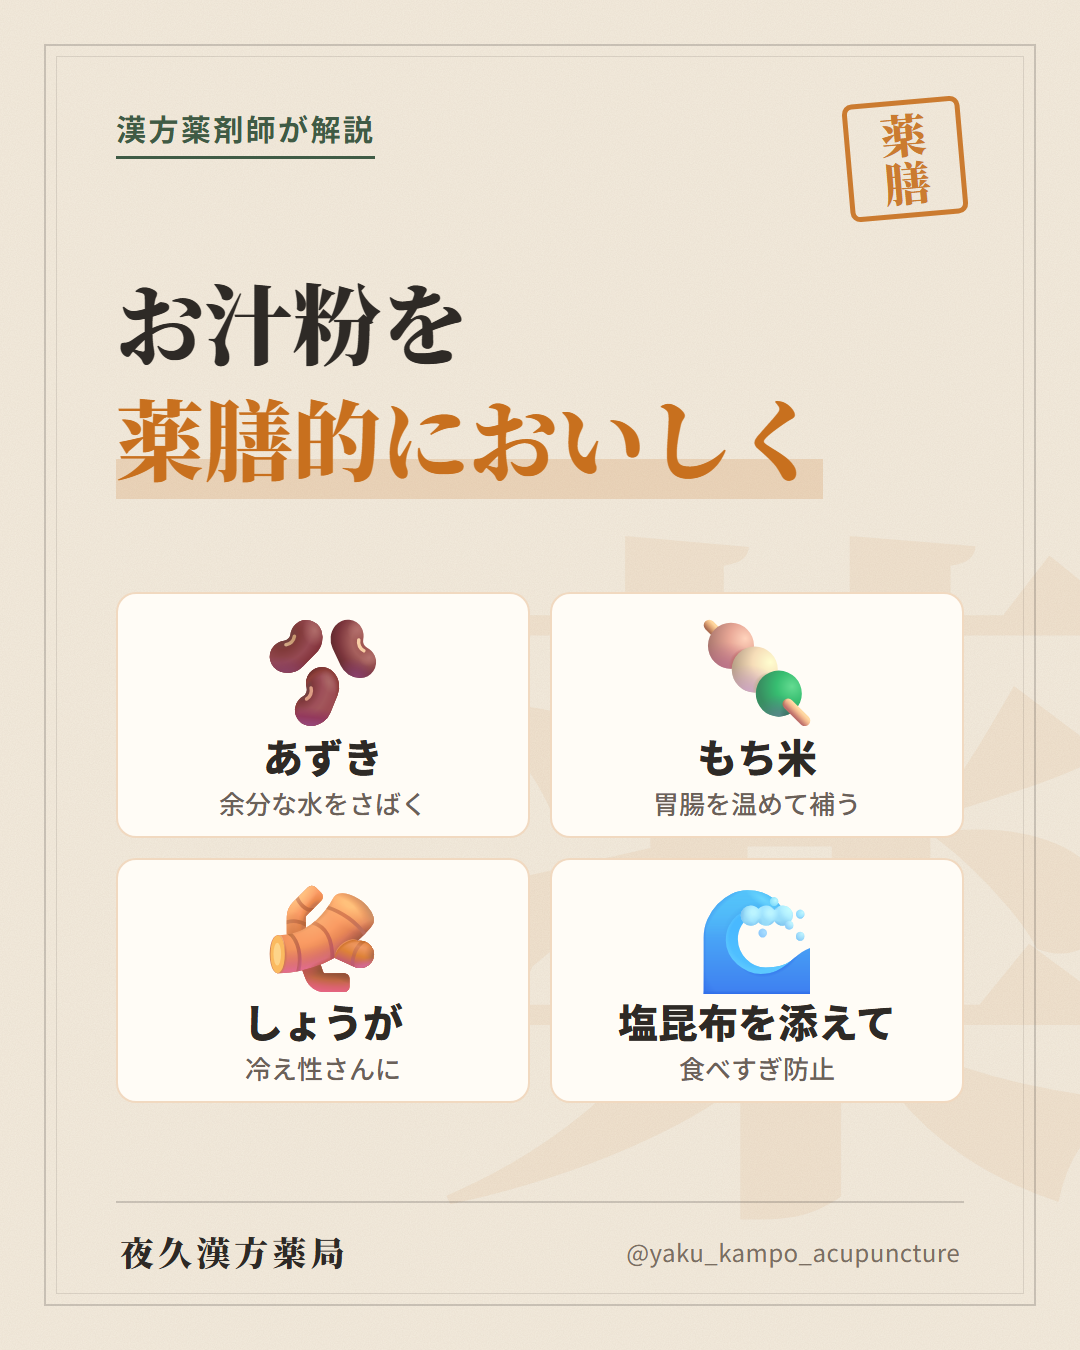 漢方薬剤師が解説
薬
膳
お汁粉を
薬膳的においしく
あずき
余分な水をさばく
もち米
胃腸を温めて補う
しょうが
冷え性さんに
塩昆布を添えて
食べすぎ防止
夜久漢方薬局
@yaku_kampo_acupuncture
薬